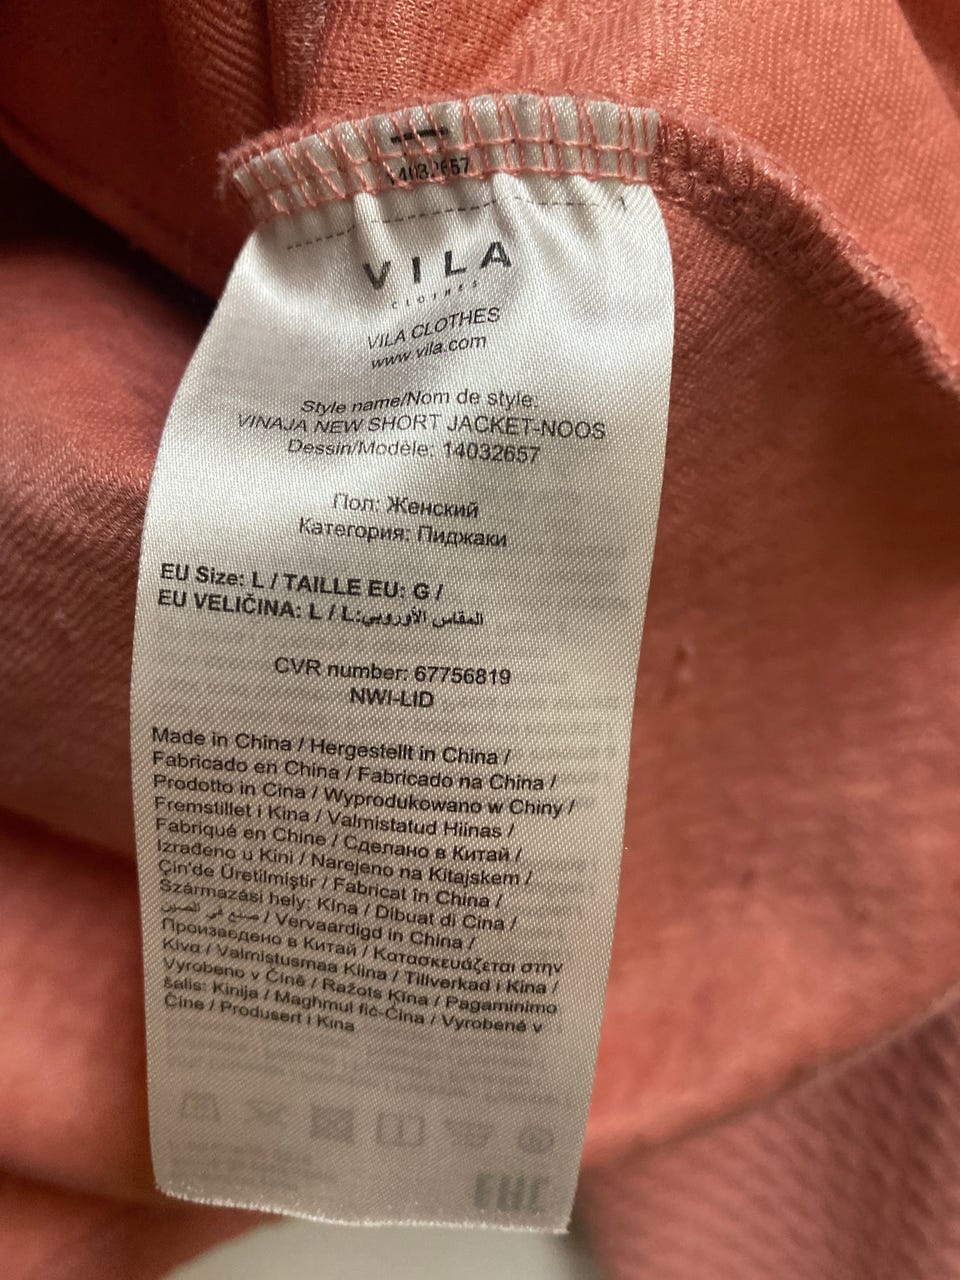 14032657
VILA
CLOTHES
VILA CLOTHES
www.vila.com
Style name/Nom de style:
VINAJA NEW SHORT JACKET-NOOS
Dessin/Modèle: 14032657
Пол: Женский
Категория: Пиджаки
EU Size: L / TAILLE EU: G /
EU VELIČINA: L / L:المقاس الأوروبي
CVR number: 67756819
NWI-LID
Made in China / Hergestellt in China /
Fabricado en China / Fabricado na China /
Prodotto in Cina / Wyprodukowano w Chiny /
Fremstillet i Kina / Valmistatud Hiinas /
Fabriqué en Chine / Сделано в Китай /
Izrađeno u Kini / Narejeno na Kitajskem /
Çin'de Üretilmiştir / Fabricat în China /
Származási hely: Kína / Dibuat di Cina /
صنع في الصين / Vervaardigd in China /
Произведено в Китай / Κατασκευάζεται στην
Κίνα / Valmistusmaa Kiina / Tillverkad i Kina /
Vyrobeno v Číně / Ražots Ķīna / Pagaminimo
šalis: Kinija / Magħmul fiċ-Ċina / Vyrobené v
Číne / Produsert i Kina
EAC